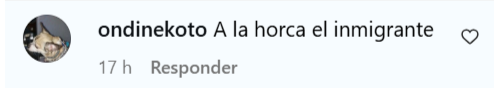 ondinekoto A la horca el inmigrante
17 h Responder